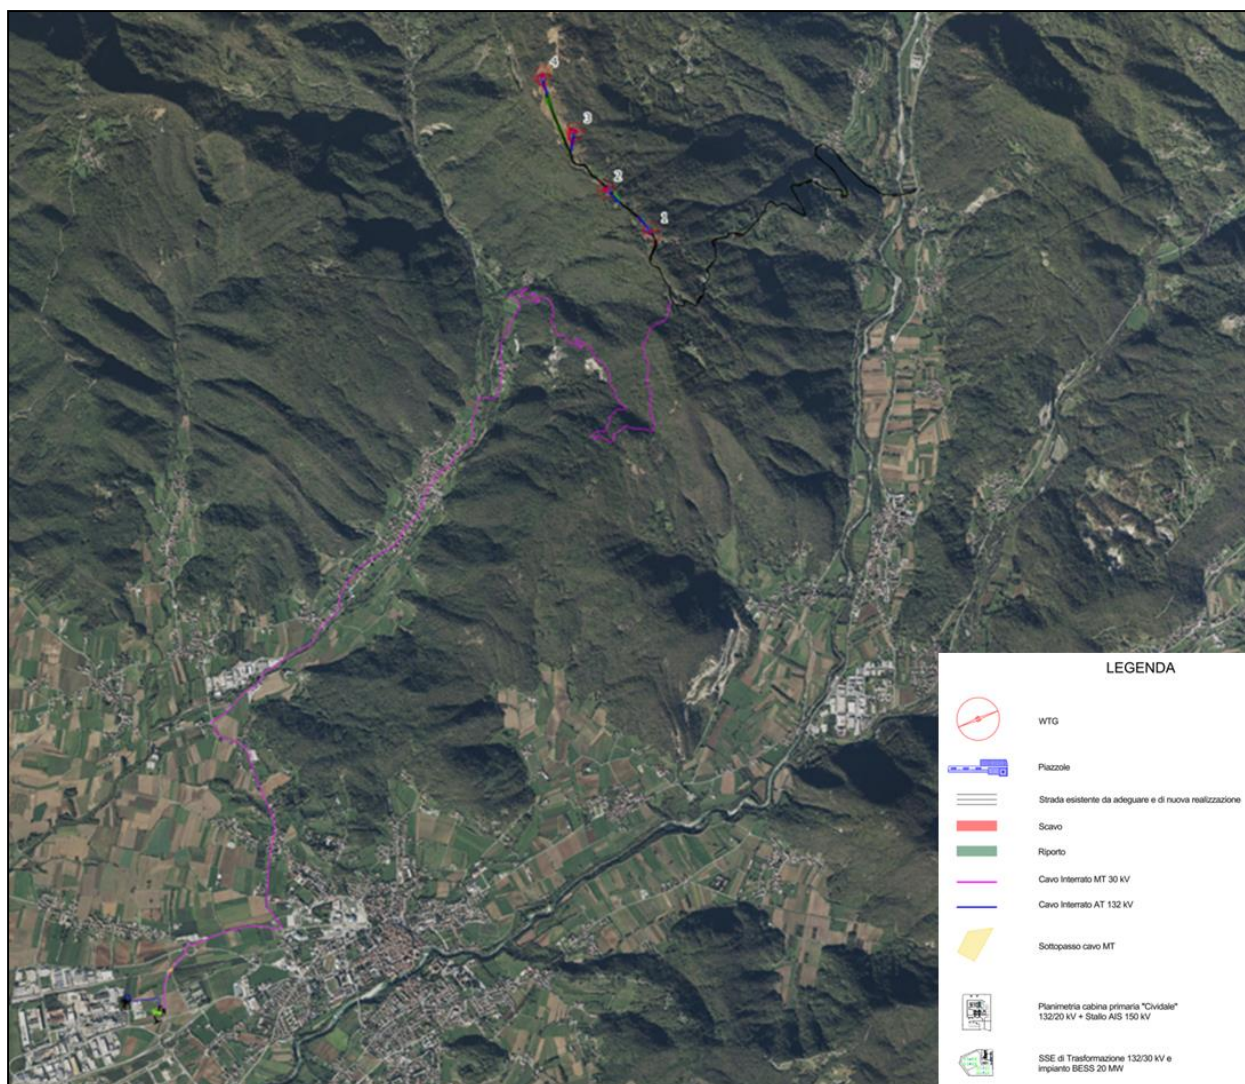 4
3
2
1
LEGENDA
WTG
Piazzole
Strada esistente da adeguare e di nuova realizzazione
Scavo
Riporto
Cavo Interrato MT 30 kV
Cavo Interrato AT 132 kV
Sottopasso cavo MT
Planimetria cabina primaria "Cividale"
132/20 kV + Stallo AIS 150 kV
SSE di Trasformazione 132/30 kV e
impianto BESS 20 MW